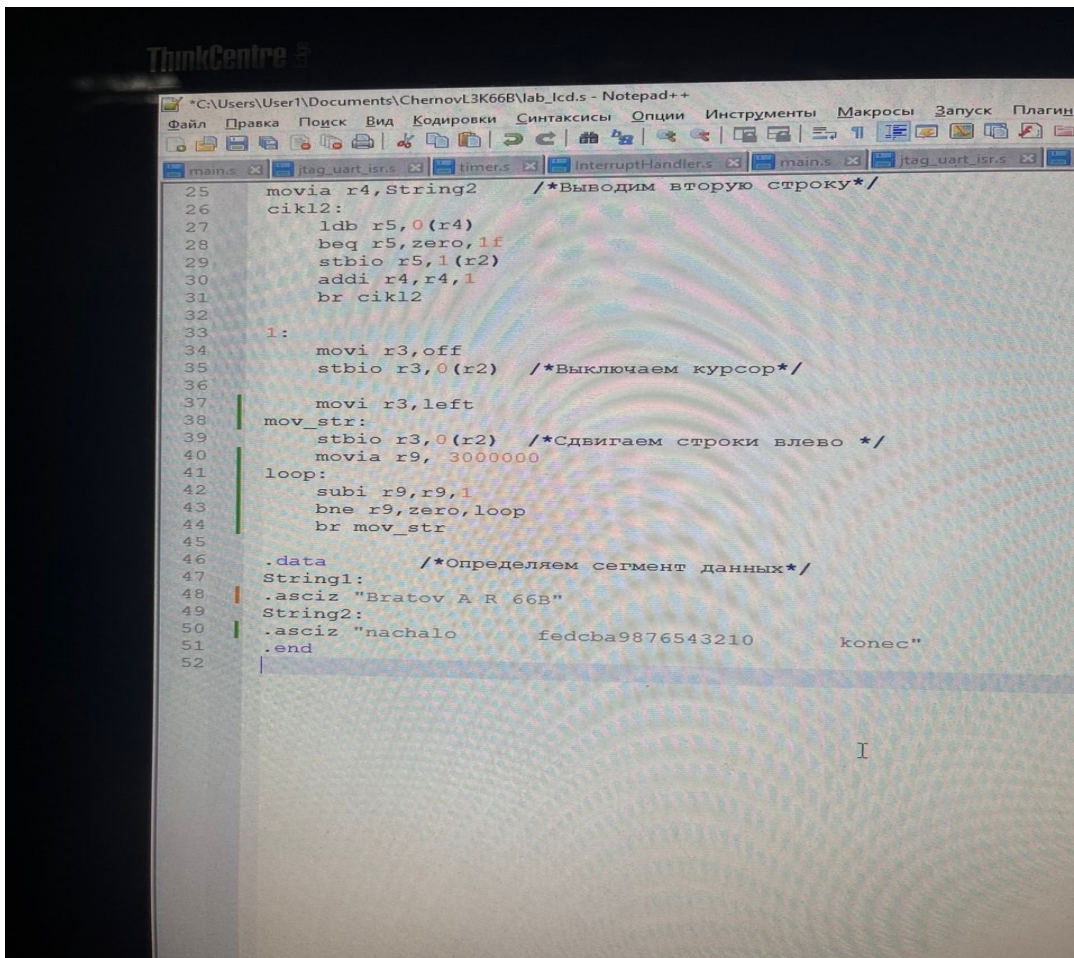 ThinkCentre Edge
*C:\Users\User1\Documents\ChernovL3K66B\lab_lcd.s - Notepad++
Файл Правка Поиск Вид Кодировки Синтаксисы Опции Инструменты Макросы Запуск Плагин
main.s jtag_uart_isr.s timer.s InterruptHandler.s main.s jtag_uart_isr.s
25 movia r4,String2 /*Выводим вторую строку*/
26 cikl2:
27 ldb r5,0(r4)
28 beq r5,zero,1f
29 stbio r5,1(r2)
30 addi r4,r4,1
31 br cikl2
32
33 1:
34 movi r3,off
35 stbio r3,0(r2) /*Выключаем курсор*/
36
37 movi r3,left
38 mov_str:
39 stbio r3,0(r2) /*Сдвигаем строки влево */
40 movia r9, 3000000
41 loop:
42 subi r9,r9,1
43 bne r9,zero,loop
44 br mov_str
45
46 .data /*Определяем сегмент данных*/
47 String1:
48 .asciz "Bratov A R 66B"
49 String2:
50 .asciz "nachalo fedcba9876543210 konec"
51 .end
52